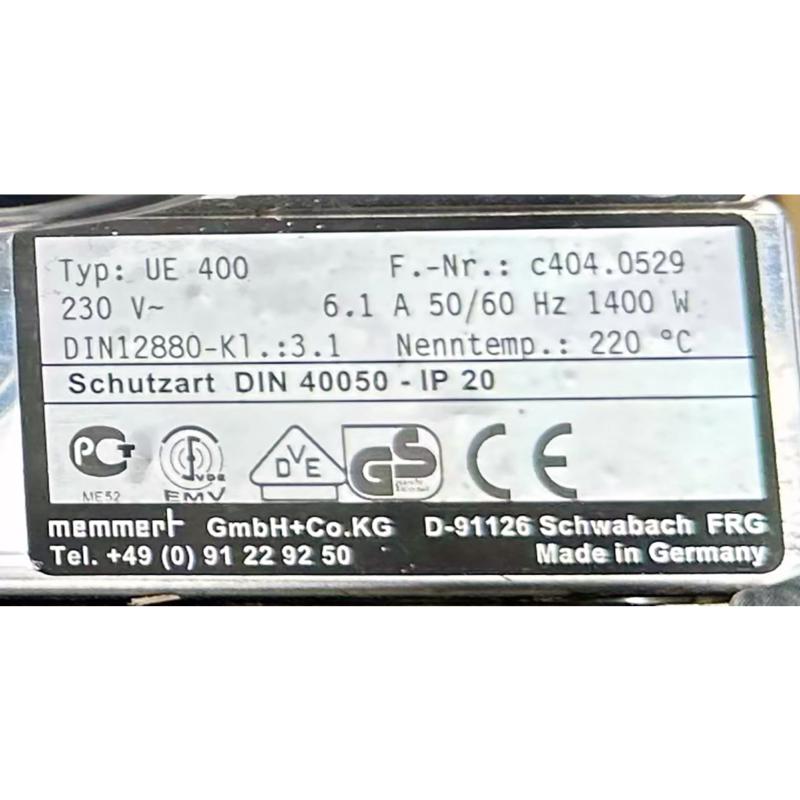 Typ: UE 400 F.-Nr.: c404.0529
230 V~ 6.1 A 50/60 Hz 1400 W
DIN12880-Kl.:3.1 Nenntemp.: 220 °C
Schutzart DIN 40050 - IP 20
РСТ VDE DVE GS CE
ME52 EMV
memmert GmbH+Co.KG D-91126 Schwabach FRG
Tel. +49 (0) 91 22 92 50 Made in Germany